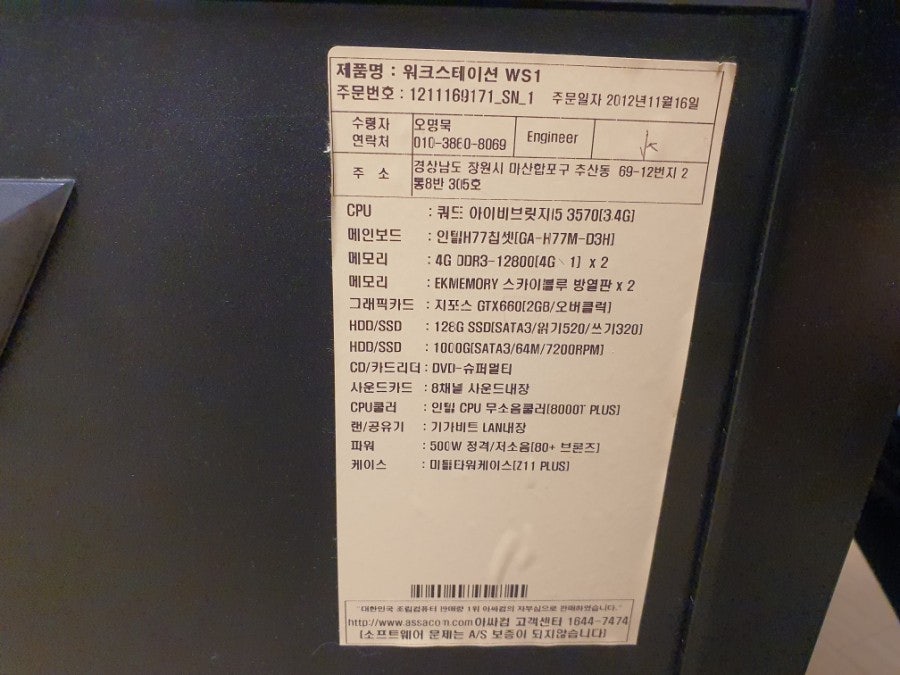 제품명 : 워크스테이션 WS1
주문번호 : 1211169171_SN_1 주문일자 2012년11월16일
수령자 연락처 오명묵 010-3860-8069 Engineer
주 소 경상남도 창원시 마산합포구 추산동 69-12번지 2통8반 305호
CPU : 쿼드 아이비브릿지i5 3570[3.4G]
메인보드 : 인텔H77칩셋[GA-H77M-D3H]
메모리 : 4G DDR3-12800[4G 1] x 2
메모리 : EKMEMORY 스카이블루 방열판 x 2
그래픽카드 : 지포스 GTX660[2GB/오버클럭]
HDD/SSD : 128G SSD[SATA3/읽기520/쓰기320]
HDD/SSD : 1000G[SATA3/64M/7200RPM]
CD/카드리더 : DVD-슈퍼멀티
사운드카드 : 8채널 사운드내장
CPU쿨러 : 인텔 CPU 무소음쿨러[8000T PLUS]
랜/공유기 : 기가비트 LAN내장
파워 : 500W 정격/저소음[80+ 브론즈]
케이스 : 미들타워케이스[Z11 PLUS]
"대한민국 조립컴퓨터 판매량 1위 아싸컴의 자부심으로 판매하였습니다."
http://www.assacom.com 아싸컴 고객센터 1644-7474
[소프트웨어 문제는 A/S 보증이 되지않습니다]